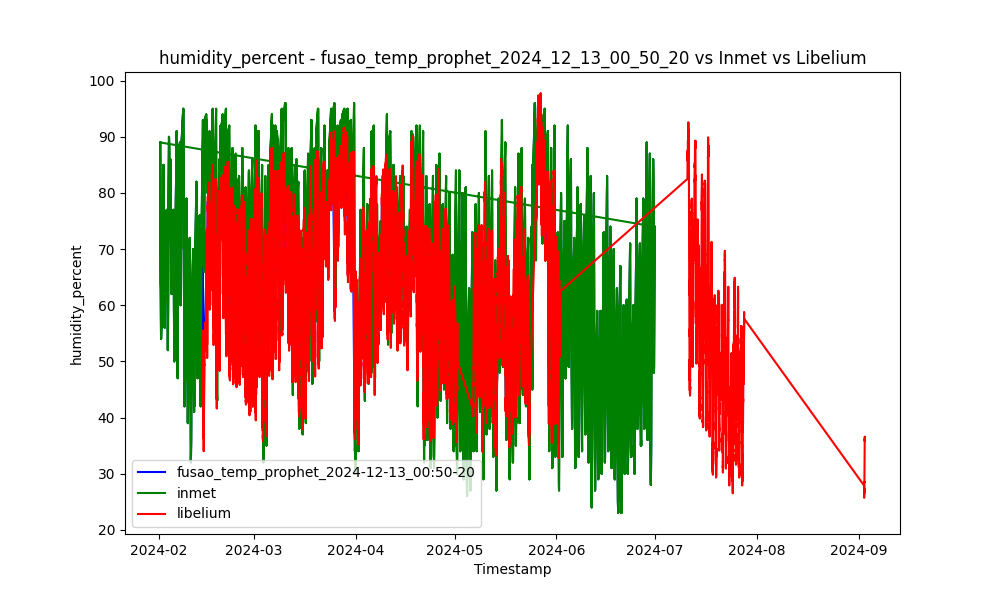 humidity_percent - fusao_temp_prophet_2024_12_13_00_50_20 vs Inmet vs Libelium
100
90
80
70
60
50
40
30
20
humidity_percent
fusao_temp_prophet_2024-12-13_00:50-20
inmet
libelium
2024-02 2024-03 2024-04 2024-05 2024-06 2024-07 2024-08 2024-09
Timestamp